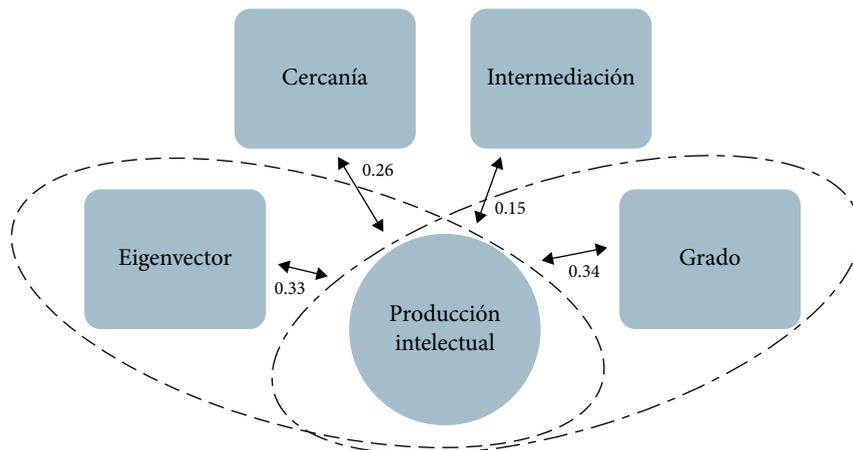 Cercanía
Intermediación
0.26
0.15
Eigenvector
0.33
0.34
Grado
Producción
intelectual